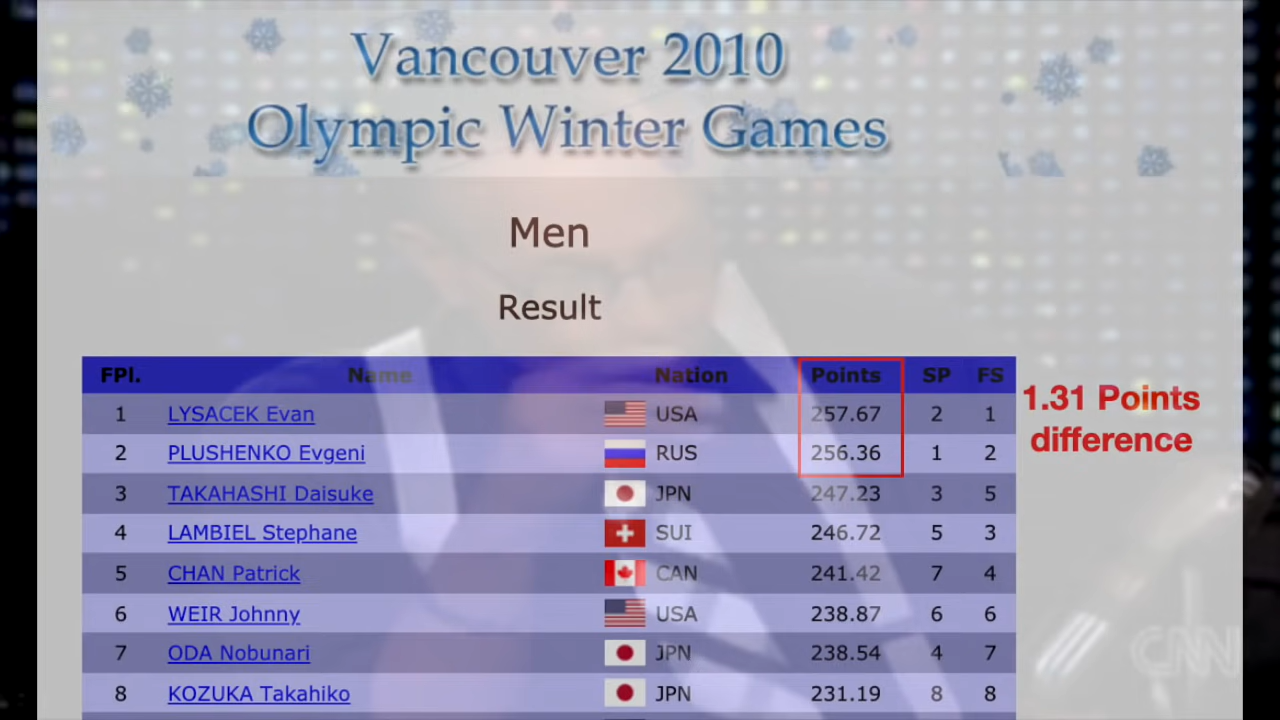 Vancouver 2010
Olympic Winter Games
Men
Result
FPl. Name Nation Points SP FS
1 LYSACEK Evan USA 257.67 2 1
2 PLUSHENKO Evgeni RUS 256.36 1 2
3 TAKAHASHI Daisuke JPN 247.23 3 5
4 LAMBIEL Stephane SUI 246.72 5 3
5 CHAN Patrick CAN 241.42 7 4
6 WEIR Johnny USA 238.87 6 6
7 ODA Nobunari JPN 238.54 4 7
8 KOZUKA Takahiko JPN 231.19 8 8
1.31 Points
difference
CNN